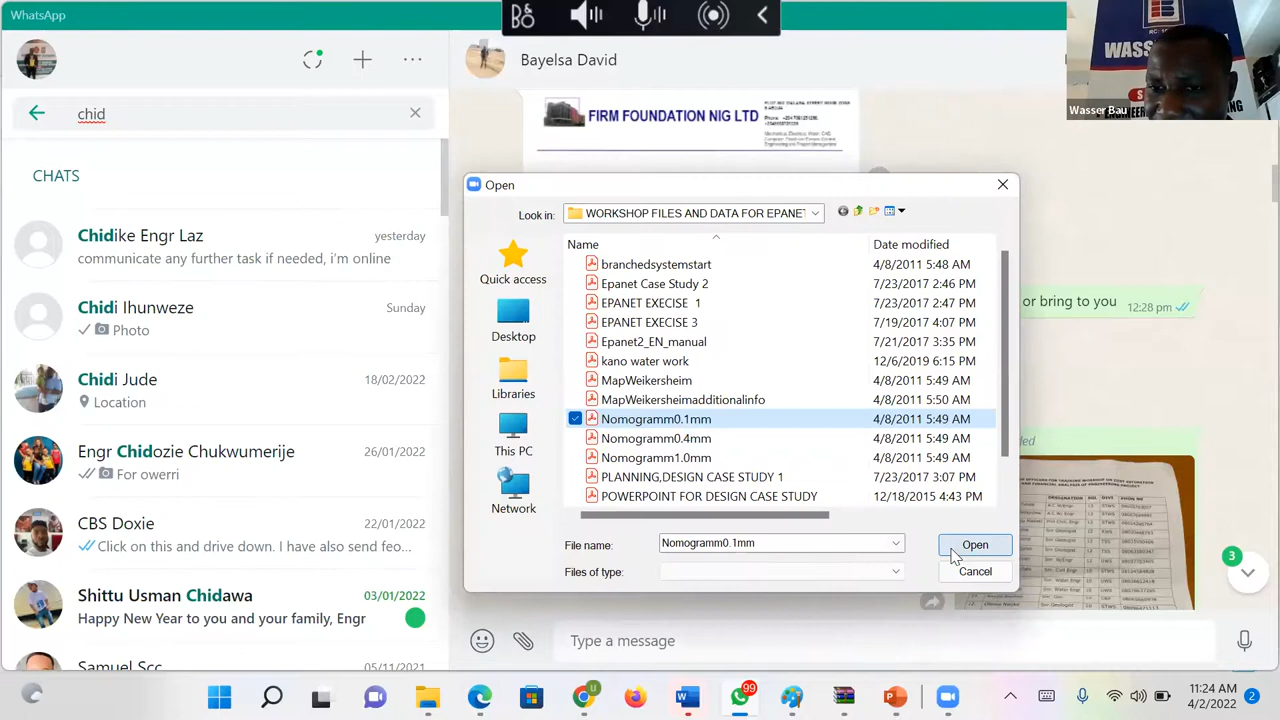 WhatsApp
Bayelsa David
WASS
Wasser Bau
chid
FIRM FOUNDATION NIG LTD
CHATS
Open
Look in:
WORKSHOP FILES AND DATA FOR EPANET
Name
Date modified
Chidike Engr Laz
yesterday
communicate any further task if needed, i'm online
Quick access
branchedsystemstart
4/8/2011 5:48 AM
Epanet Case Study 2
7/23/2017 2:46 PM
EPANET EXECISE 1
7/23/2017 2:47 PM
EPANET EXECISE 3
7/19/2017 4:07 PM
Epanet2_EN_manual
7/21/2017 3:35 PM
kano water work
12/6/2019 6:15 PM
MapWeikersheim
4/8/2011 5:49 AM
MapWeikersheimadditionalinfo
4/8/2011 5:50 AM
Nomogramm0.1mm
4/8/2011 5:49 AM
Nomogramm0.4mm
4/8/2011 5:49 AM
Nomogramm1.0mm
4/8/2011 5:49 AM
PLANNING,DESIGN CASE STUDY 1
7/23/2017 3:07 PM
POWERPOINT FOR DESIGN CASE STUDY
12/18/2015 4:43 PM
Desktop
Libraries
This PC
Network
File name:
Nomogramm0.1mm
Open
Files of type:
Cancel
or bring to you
12:28 pm
Chidi Ihunweze
Sunday
Photo
Chidi Jude
18/02/2022
Location
Engr Chidozie Chukwumerije
26/01/2022
For owerri
CBS Doxie
22/01/2022
Click on this and drive down. I have also send fe...
Shittu Usman Chidawa
03/01/2022
Happy New Year to you and your family, Engr
Samuel Scc
05/11/2021
3
Type a message
99
11:24 AM
4/2/2022
2